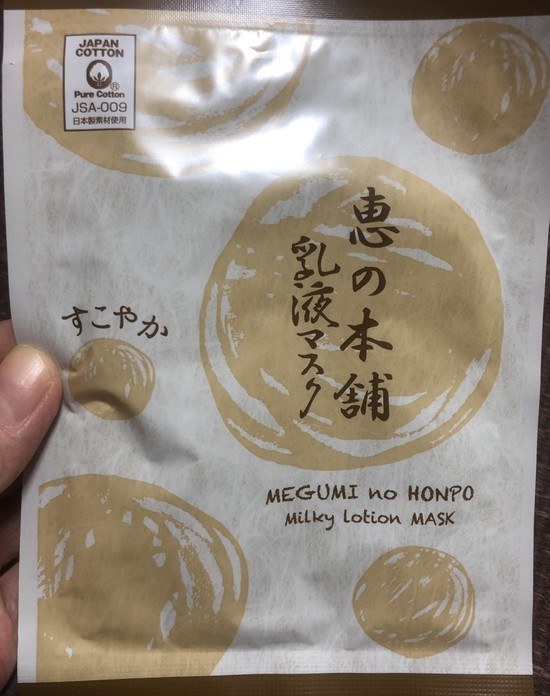 JAPAN
COTTON
®
Pure Cotton
JSA-009
日本製素材使用
恵の本舗
乳液マスク
すこやか
MEGUMI no HONPO
Milky lotion MASK